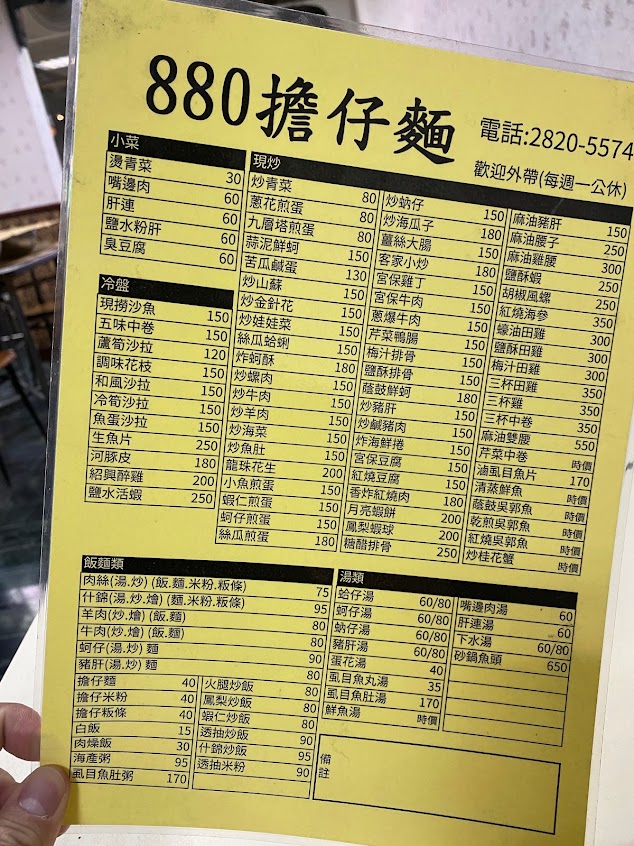 880擔仔麵
電話:2820-5574
歡迎外帶(每週一公休)
小菜
燙青菜 30
嘴邊肉 60
肝連 60
鹽水粉肝 60
臭豆腐 60
冷盤
現撈沙魚 150
五味中卷 150
蘆筍沙拉 120
調味花枝 150
和風沙拉 150
冷筍沙拉 150
魚蛋沙拉 150
生魚片 250
河豚皮 180
紹興醉雞 200
鹽水活蝦 250
現炒
炒青菜 80
蔥花煎蛋 80
九層塔煎蛋 80
蒜泥鮮蚵 150
苦瓜鹹蛋 130
炒山蘇 150
炒金針花 150
炒娃娃菜 150
絲瓜蛤蜊 150
炸蚵酥 180
炒螺肉 150
炒牛肉 150
炒羊肉 150
炒海菜 150
炒魚肚 150
龍珠花生 200
小魚煎蛋 150
蝦仁煎蛋 150
蚵仔煎蛋 150
絲瓜煎蛋 180
炒蚋仔 150
炒海瓜子 180
薑絲大腸 150
客家小炒 180
宮保雞丁 150
宮保牛肉 150
蔥爆牛肉 150
芹菜鴨腸 150
梅汁排骨 150
鹽酥排骨 150
蔭鼓鮮蚵 180
炒豬肝 150
炒鹹豬肉 150
炸海鮮捲 150
宮保豆腐 150
紅燒豆腐 150
香炸紅燒肉 180
月亮蝦餅 200
鳳梨蝦球 200
糖醋排骨 250
麻油豬肝 150
麻油腰子 250
麻油雞腰 300
鹽酥蝦 250
胡椒風螺 250
紅燒海參 350
蠔油田雞 350
鹽酥田雞 300
梅汁田雞 300
三杯田雞 350
三杯雞 350
三杯中卷 350
麻油雙腰 550
芹菜中卷 時價
滷虱目魚片 170
清蒸鮮魚 時價
蔭鼓吳郭魚 時價
乾煎吳郭魚 時價
紅燒吳郭魚 時價
炒桂花蟹 時價
飯麵類
肉絲(湯.炒) (飯.麵.米粉.粄條) 75
什錦(湯.炒.燴) (麵.米粉.粄條) 95
羊肉(炒.燴) (飯.麵) 80
牛肉(炒.燴) (飯.麵) 80
蚵仔(湯.炒) 麵 90
豬肝(湯.炒) 麵 80
擔仔麵 40
擔仔米粉 40
擔仔粄條 40
白飯 15
肉燥飯 30
海產粥 95
虱目魚肚粥 170
火腿炒飯 80
鳳梨炒飯 80
蝦仁炒飯 80
透抽炒飯 90
什錦炒飯 95
透抽米粉 90
湯類
蛤仔湯 60/80
蚵仔湯 60/80
蚋仔湯 60/80
豬肝湯 60/80
蛋花湯 40
虱目魚丸湯 35
虱目魚肚湯 170
鮮魚湯 時價
嘴邊肉湯 60
肝連湯 60
下水湯 60/80
砂鍋魚頭 650
備註